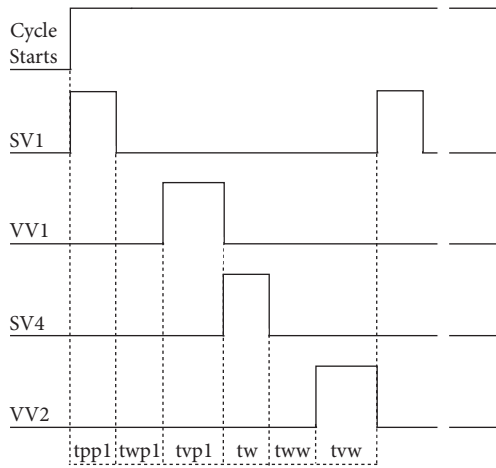 Cycle
Starts
SV1
VV1
SV4
VV2
tpp1 twp1 tvp1 tw tww tvw